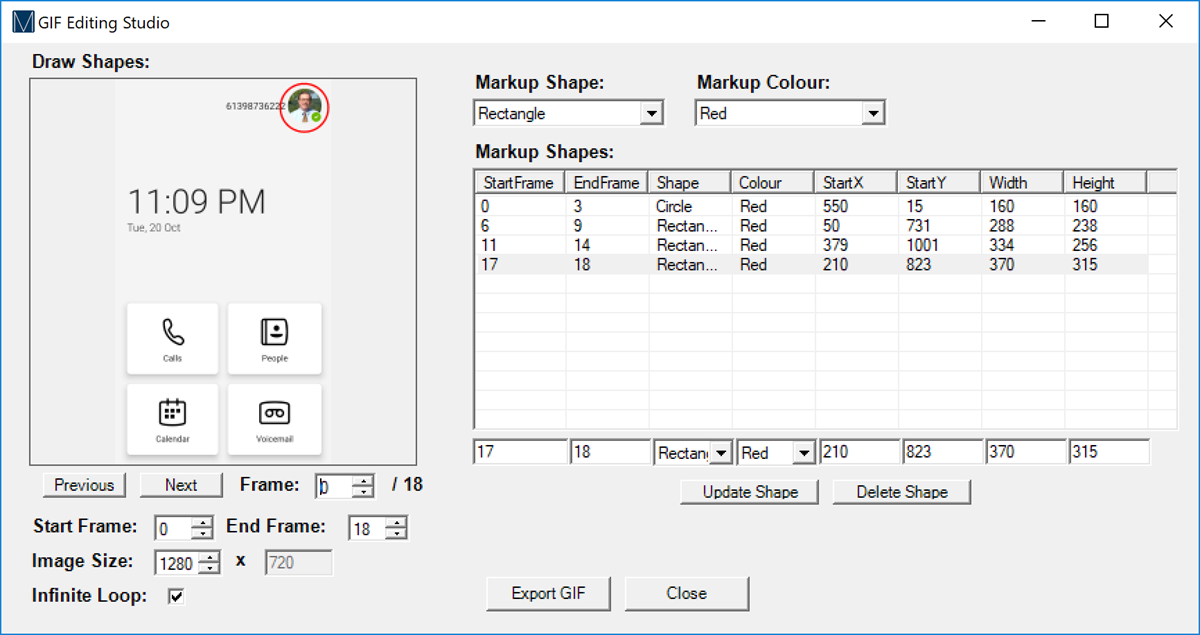 GIF Editing Studio
Draw Shapes:
61398736222
11:09 PM
Tue, 20 Oct
Calls
People
Calendar
Voicemail
Previous
Next
Frame:
0
/ 18
Start Frame:
0
End Frame:
18
Image Size:
1280
x
720
Infinite Loop:
Markup Shape:
Markup Colour:
Rectangle
Red
Markup Shapes:
StartFrame EndFrame Shape Colour StartX StartY Width Height
0 3 Circle Red 550 15 160 160
6 9 Rectan... Red 50 731 288 238
11 14 Rectan... Red 379 1001 334 256
17 18 Rectan... Red 210 823 370 315
17 18 Rectang Red 210 823 370 315
Update Shape
Delete Shape
Export GIF
Close